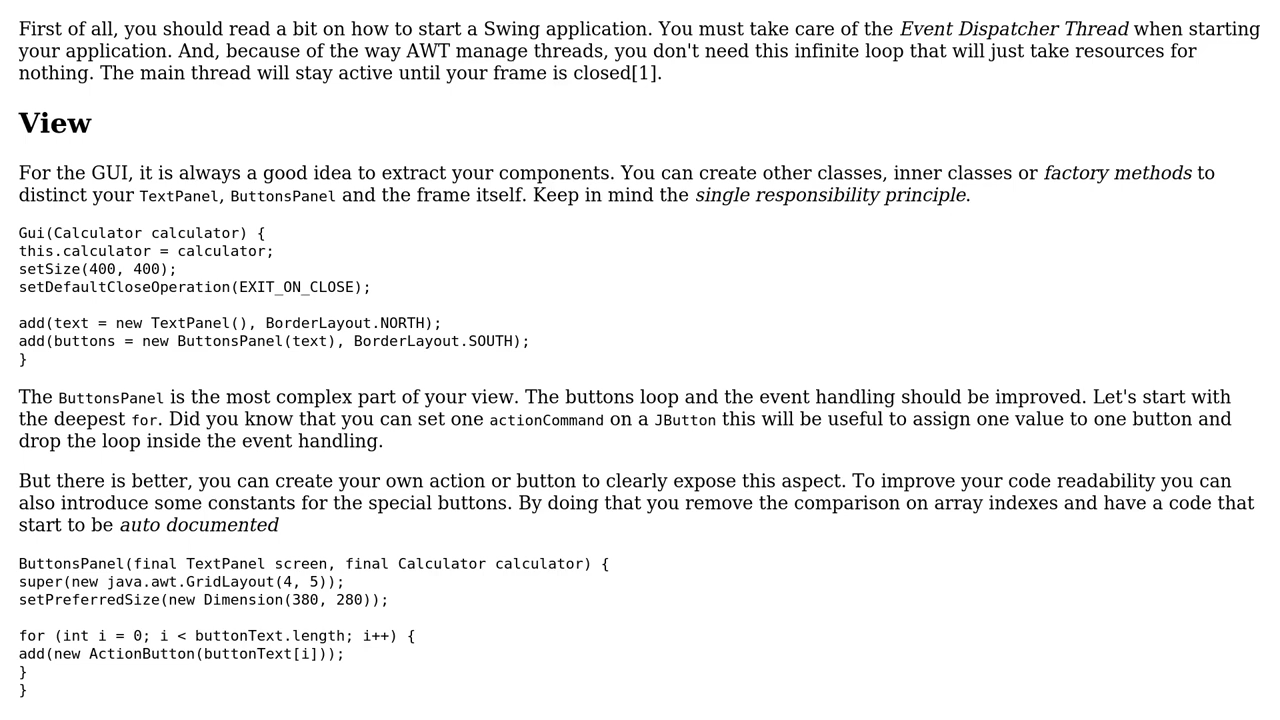 First of all, you should read a bit on how to start a Swing application. You must take care of the Event Dispatcher Thread when starting
your application. And, because of the way AWT manage threads, you don't need this infinite loop that will just take resources for
nothing. The main thread will stay active until your frame is closed[1].
View
For the GUI, it is always a good idea to extract your components. You can create other classes, inner classes or factory methods to
distinct your TextPanel, ButtonsPanel and the frame itself. Keep in mind the single responsibility principle.
Gui(Calculator calculator) {
this.calculator = calculator;
setSize(400, 400);
setDefaultCloseOperation(EXIT_ON_CLOSE);
add(text = new TextPanel(), BorderLayout.NORTH);
add(buttons = new ButtonsPanel(text), BorderLayout.SOUTH);
}
The ButtonsPanel is the most complex part of your view. The buttons loop and the event handling should be improved. Let's start with
the deepest for. Did you know that you can set one actionCommand on a JButton this will be useful to assign one value to one button and
drop the loop inside the event handling.
But there is better, you can create your own action or button to clearly expose this aspect. To improve your code readability you can
also introduce some constants for the special buttons. By doing that you remove the comparison on array indexes and have a code that
start to be auto documented
ButtonsPanel(final TextPanel screen, final Calculator calculator) {
super(new java.awt.GridLayout(4, 5));
setPreferredSize(new Dimension(380, 280));
for (int i = 0; i < buttonText.length; i++) {
add(new ActionButton(buttonText[i]));
}
}